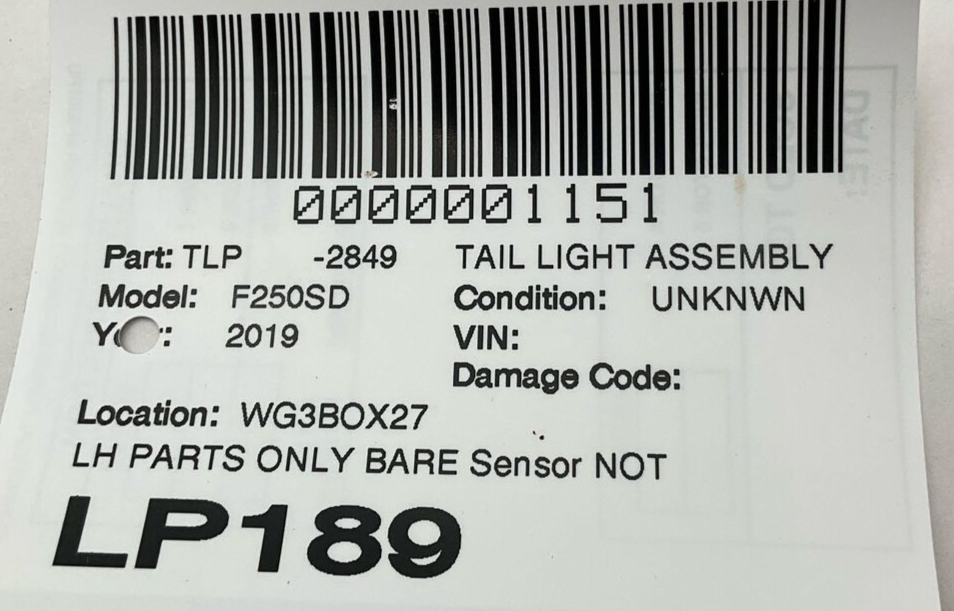 0000001151
Part: TLP -2849 TAIL LIGHT ASSEMBLY
Model: F250SD Condition: UNKNWN
2019 VIN:
Damage Code:
Location: WG3BOX27
LH PARTS ONLY BARE Sensor NOT
LP189